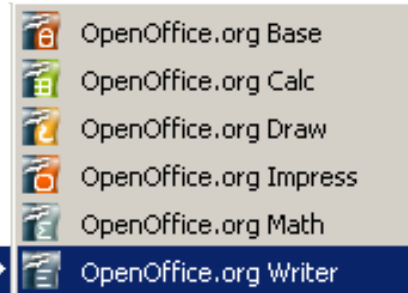 OpenOffice.org Base
OpenOffice.org Calc
OpenOffice.org Draw
OpenOffice.org Impress
OpenOffice.org Math
OpenOffice.org Writer